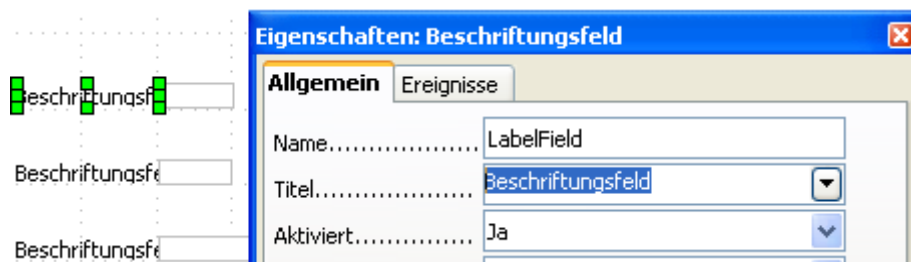 Eigenschaften: Beschriftungsfeld
Allgemein
Ereignisse
Beschriftungsf
Name................... LabelField
Beschriftungsfe
Titel.................... Beschriftungsfeld
Aktiviert............... Ja
Beschriftungsfe